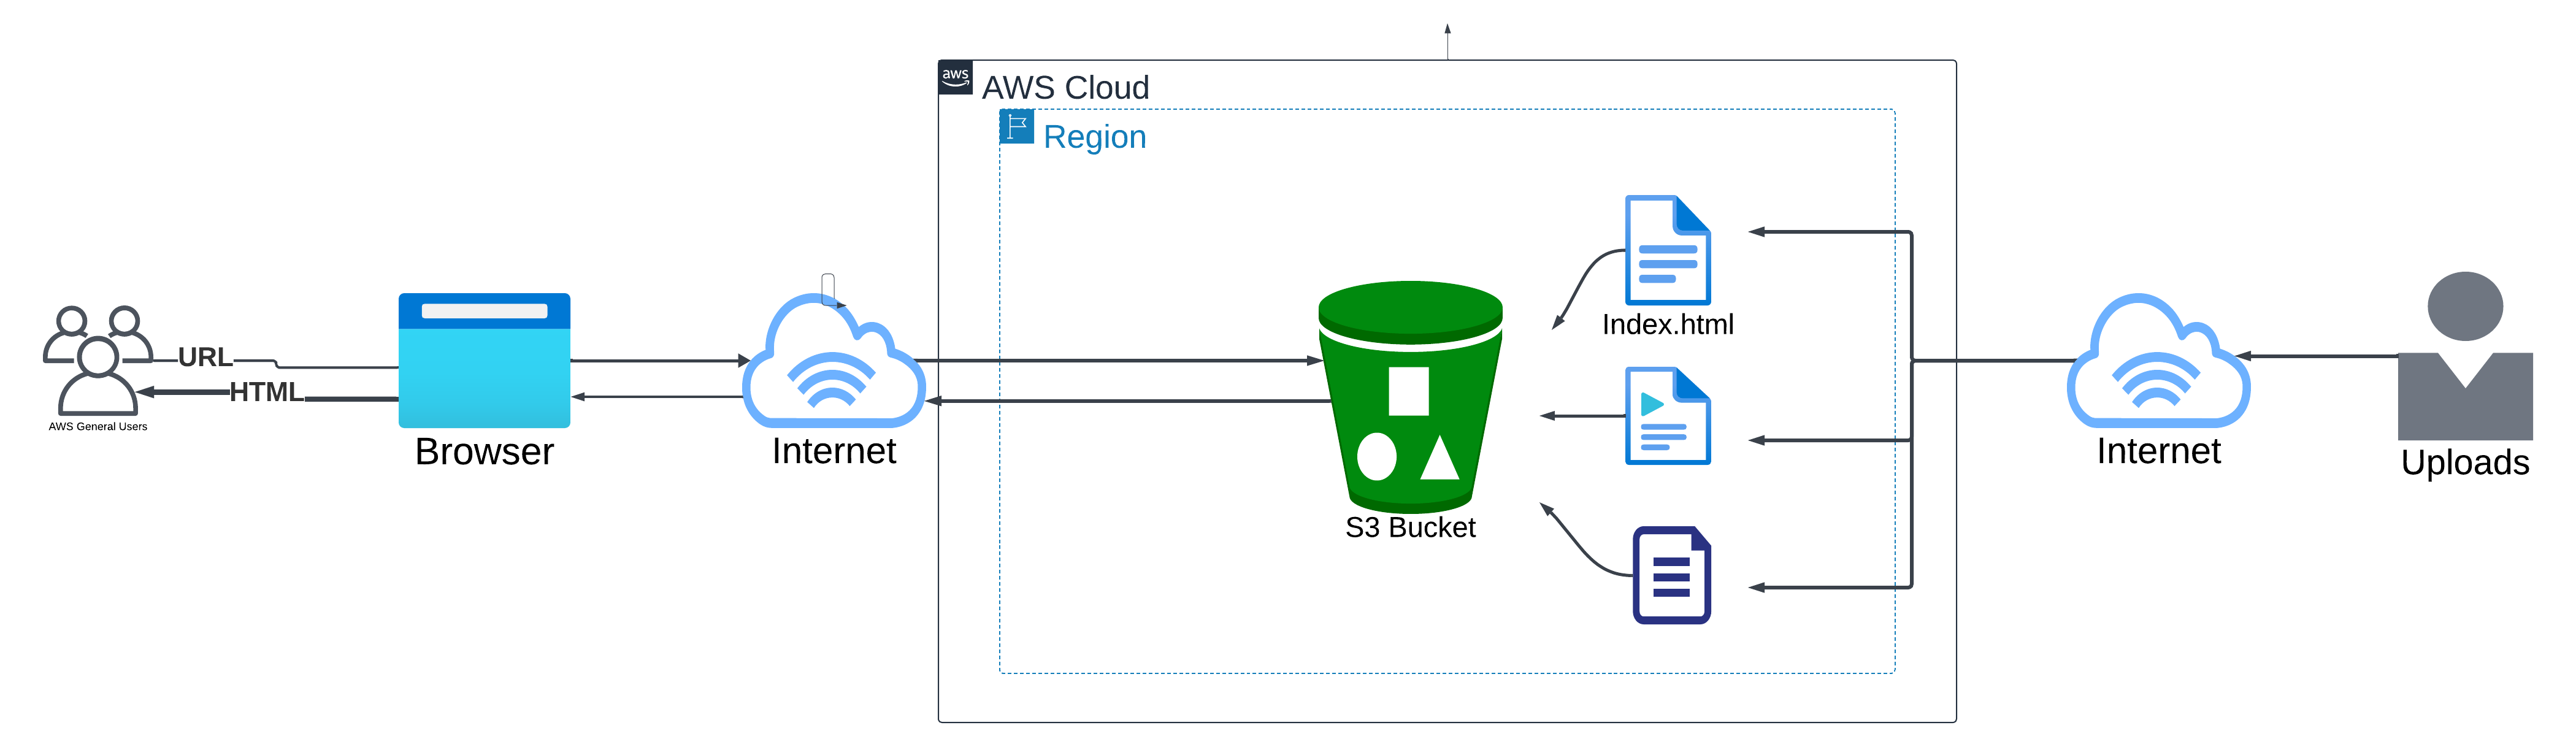 aws
AWS Cloud
Region
Index.html
URL
HTML
AWS General Users
Browser
Internet
S3 Bucket
Internet
Uploads